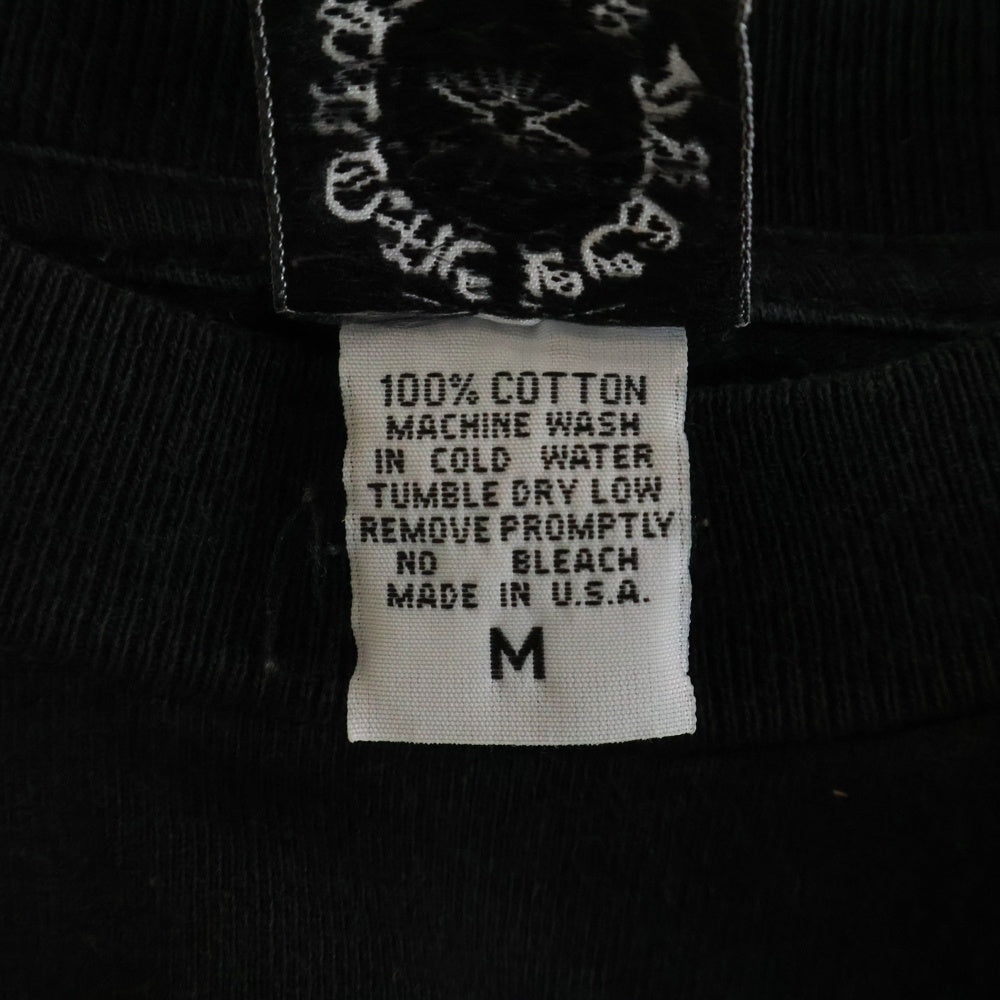 100% COTTON
MACHINE WASH
IN COLD WATER
TUMBLE DRY LOW
REMOVE PROMPTLY
NO BLEACH
MADE IN U.S.A.
M